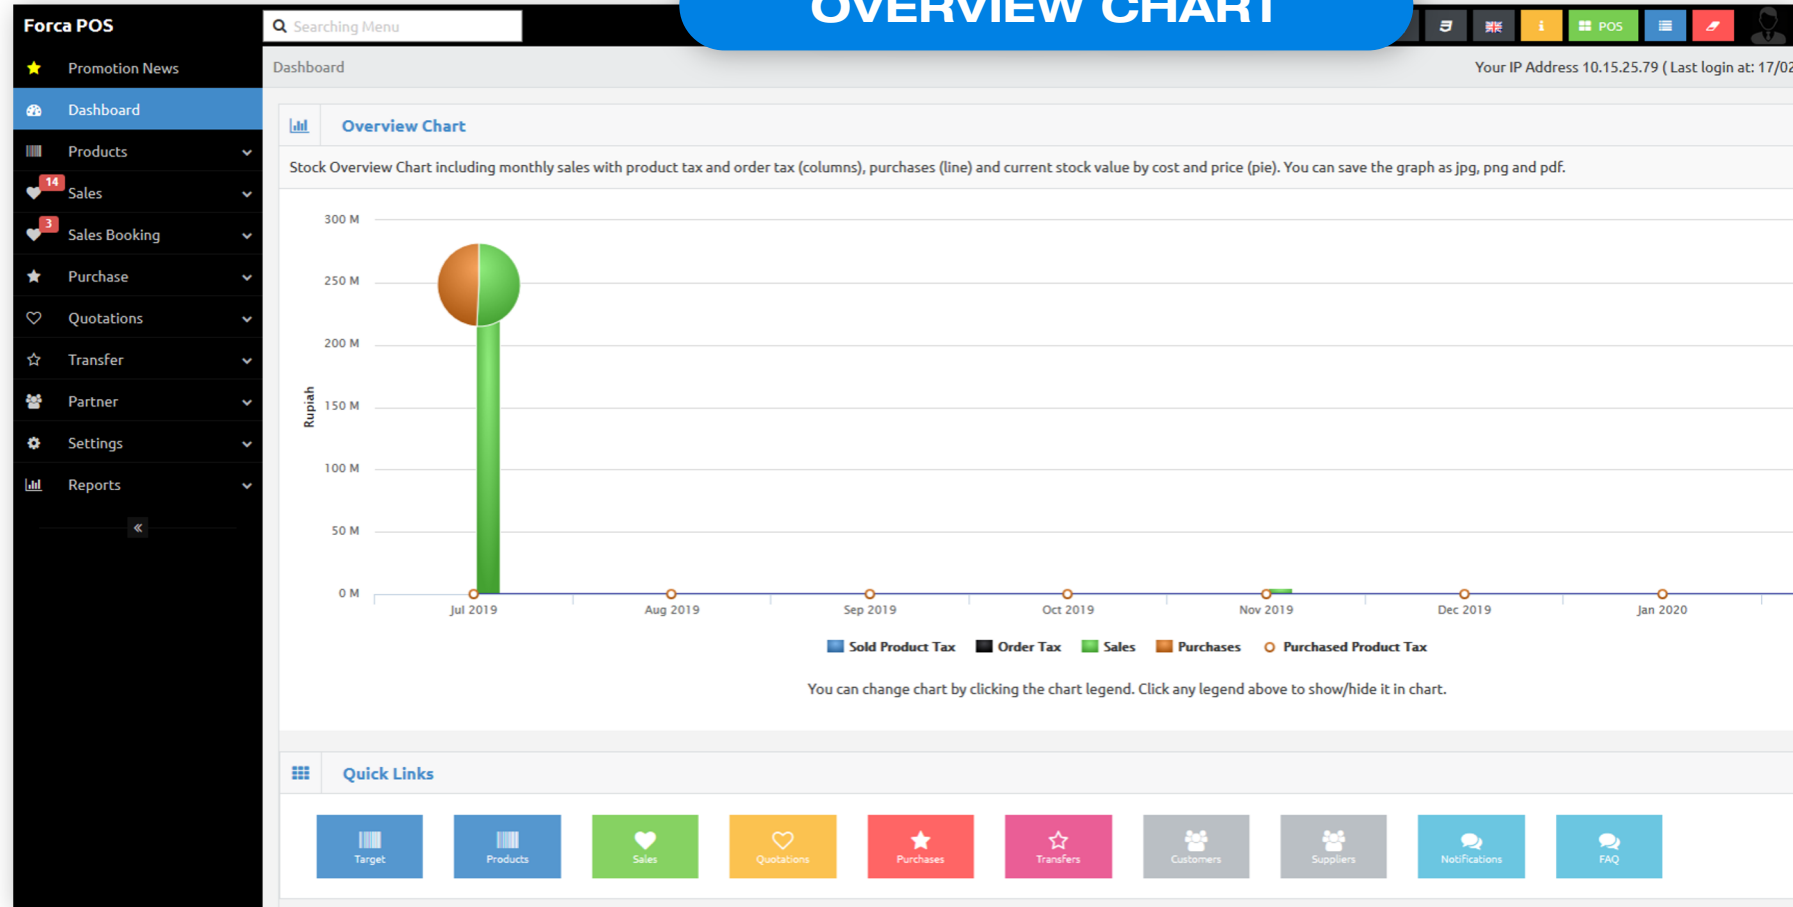 OVERVIEW CHART
Forca POS
Searching Menu
i
POS
Promotion News
Dashboard
Your IP Address 10.15.25.79 ( Last login at: 17/02
Dashboard
Products
14
Sales
3
Sales Booking
Purchase
Quotations
Transfer
Partner
Settings
Reports
«
Overview Chart
Stock Overview Chart including monthly sales with product tax and order tax (columns), purchases (line) and current stock value by cost and price (pie). You can save the graph as jpg, png and pdf.
Rupiah
300 M
250 M
200 M
150 M
100 M
50 M
0 M
Jul 2019 Aug 2019 Sep 2019 Oct 2019 Nov 2019 Dec 2019 Jan 2020
Sold Product Tax Order Tax Sales Purchases Purchased Product Tax
You can change chart by clicking the chart legend. Click any legend above to show/hide it in chart.
Quick Links
Target Products Sales Quotations Purchases Transfers Customers Suppliers Notifications FAQ